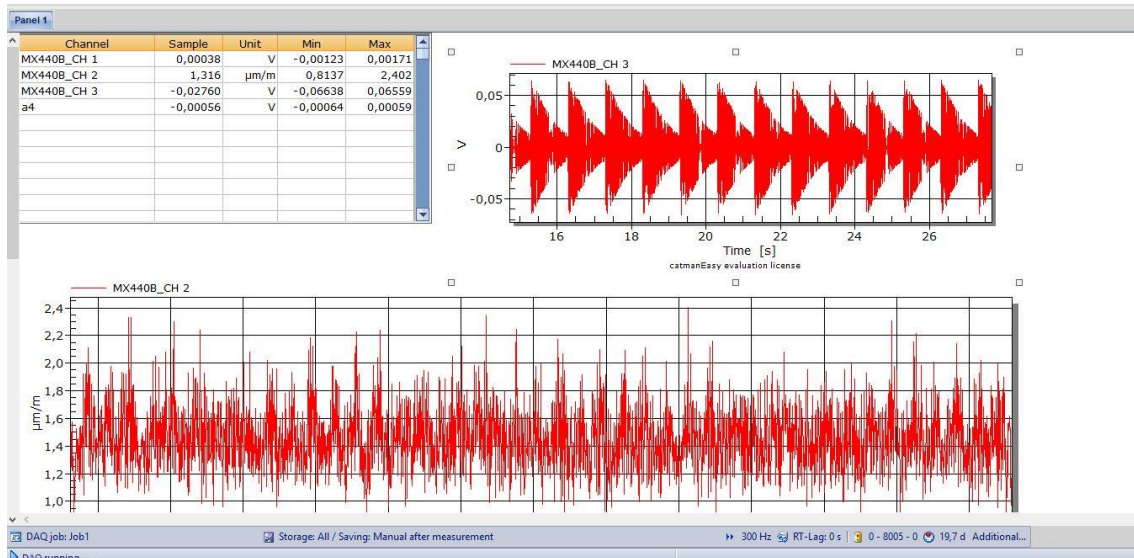 Panel 1
Channel Sample Unit Min Max
MX440B_CH 1 0,00038 V -0,00123 0,00171
MX440B_CH 2 1,316 µm/m 0,8137 2,402
MX440B_CH 3 -0,02760 V -0,06638 0,06559
a4 -0,00056 V -0,00064 0,00059
MX440B_CH 3
0,05
0
-0,05
V
16 18 20 22 24 26
Time [s]
catmanEasy evaluation license
MX440B_CH 2
2,4
2,2
2,0
1,8
1,6
1,4
1,2
1,0
µm/m
DAQ job: Job1 Storage: All / Saving: Manual after measurement 300 Hz RT-Lag: 0 s 0 - 8005 - 0 19,7 d Additional...
DAQ running